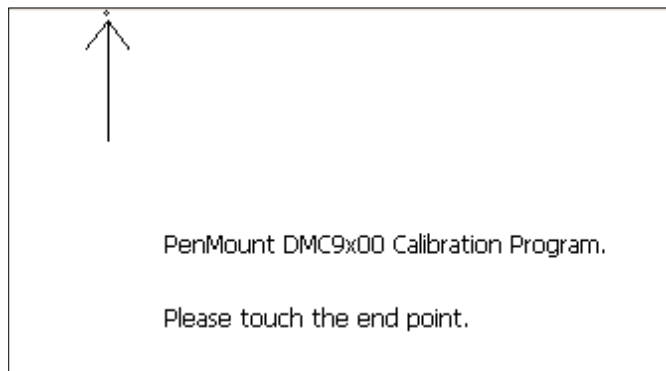 PenMount DMC9x00 Calibration Program.
Please touch the end point.